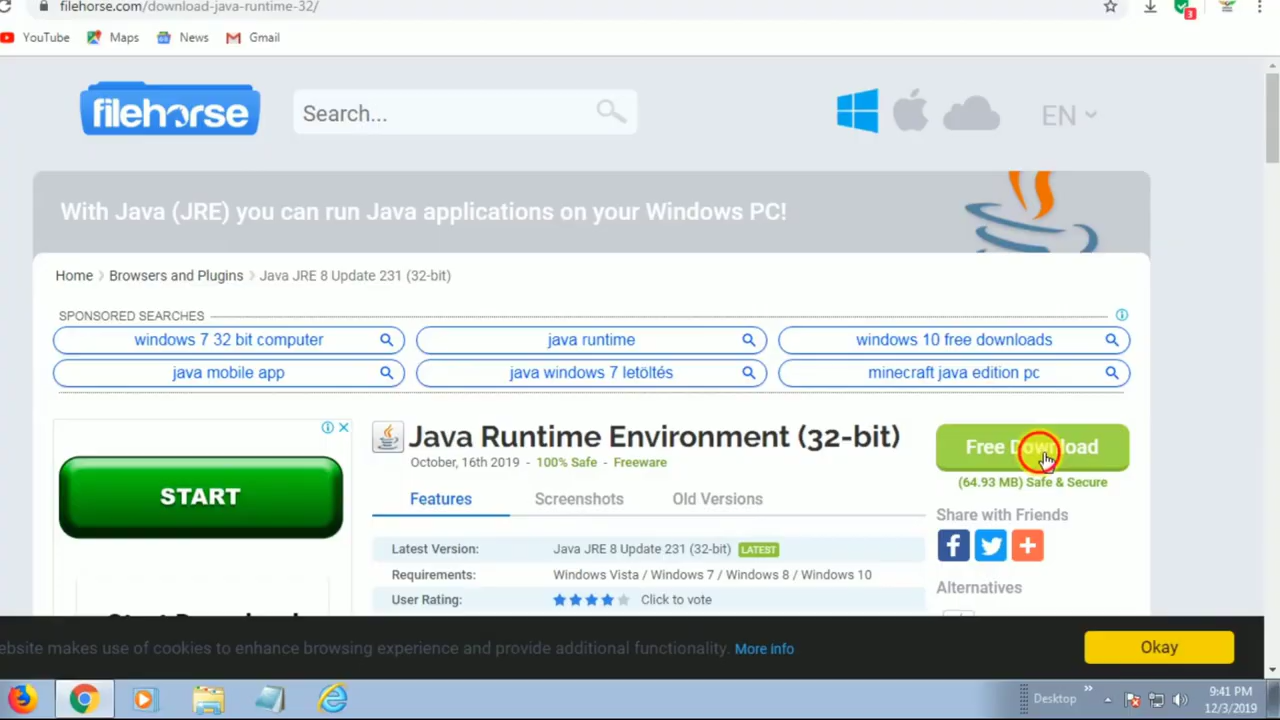 filehorse.com/download-java-runtime-32/
3
YouTube Maps News Gmail
filehorse Search... EN
With Java (JRE) you can run Java applications on your Windows PC!
Home Browsers and Plugins Java JRE 8 Update 231 (32-bit)
SPONSORED SEARCHES
windows 7 32 bit computer java runtime windows 10 free downloads
java mobile app java windows 7 letöltés minecraft java edition pc
Java Runtime Environment (32-bit) Free Download
October, 16th 2019 - 100% Safe - Freeware
(64.93 MB) Safe & Secure
START
Features Screenshots Old Versions
Share with Friends
Latest Version: Java JRE 8 Update 231 (32-bit) LATEST
Requirements: Windows Vista / Windows 7 / Windows 8 / Windows 10
Alternatives
User Rating: Click to vote
ebsite makes use of cookies to enhance browsing experience and provide additional functionality. More info Okay
Desktop
9:41 PM
12/3/2019